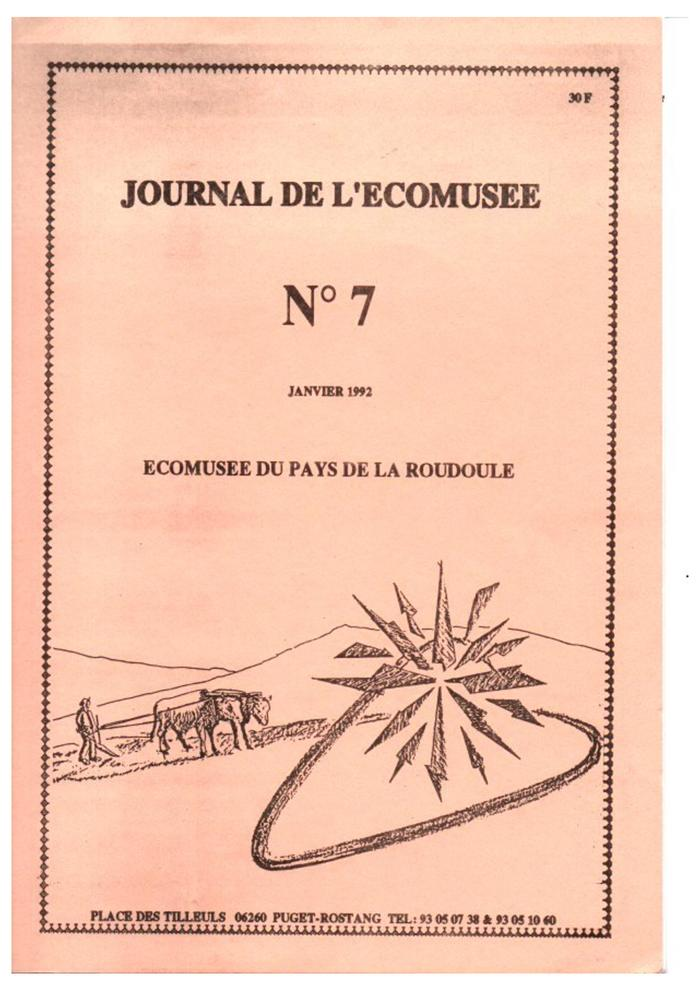 30 F
JOURNAL DE L'ECOMUSEE
N° 7
JANVIER 1992
ECOMUSEE DU PAYS DE LA ROUDOULE
PLACE DES TILLEULS 06260 PUGET-ROSTANG TEL: 93 05 07 38 & 93 05 10 60